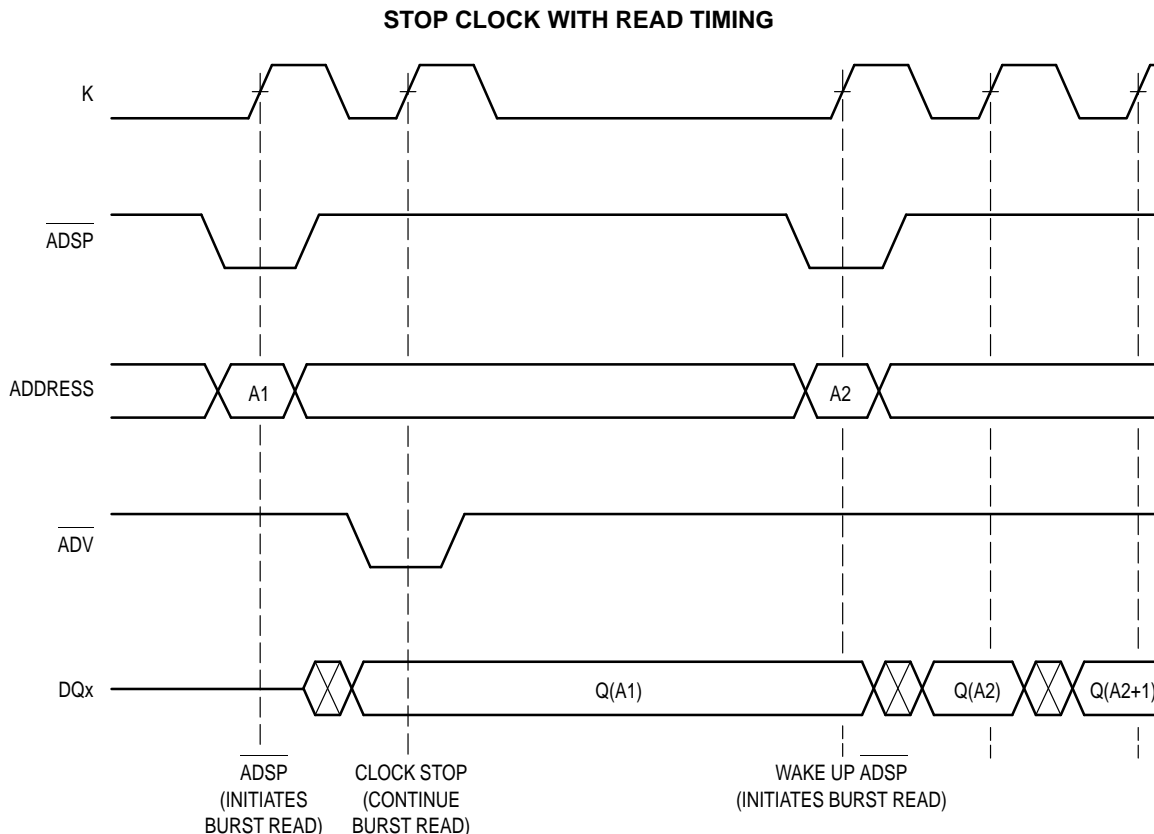 STOP CLOCK WITH READ TIMING
K
ADSP
ADDRESS
A1
A2
ADV
DQx
Q(A1)
Q(A2)
Q(A2+1)
ADSP
(INITIATES
BURST READ)
CLOCK STOP
(CONTINUE
BURST READ)
WAKE UP ADSP
(INITIATES BURST READ)